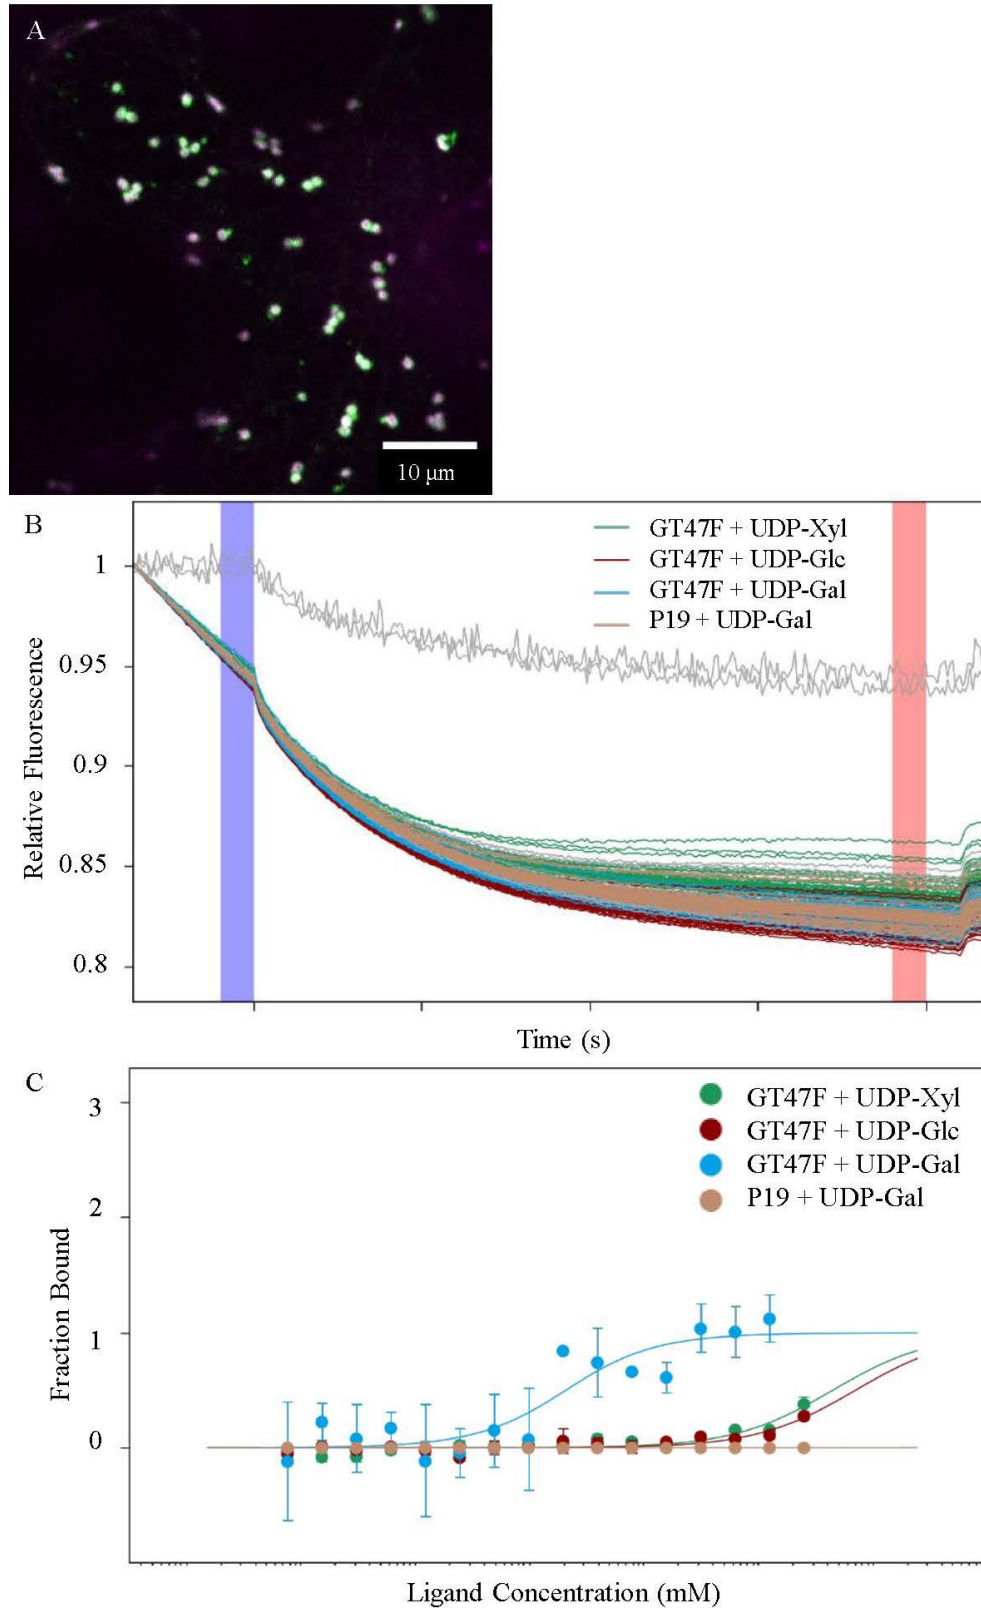 A
10 µm
B
GT47F + UDP-Xyl
GT47F + UDP-Glc
GT47F + UDP-Gal
P19 + UDP-Gal
1
0.95
0.9
0.85
0.8
Relative Fluorescence
Time (s)
C
GT47F + UDP-Xyl
GT47F + UDP-Glc
GT47F + UDP-Gal
P19 + UDP-Gal
3
2
1
0
Fraction Bound
Ligand Concentration (mM)